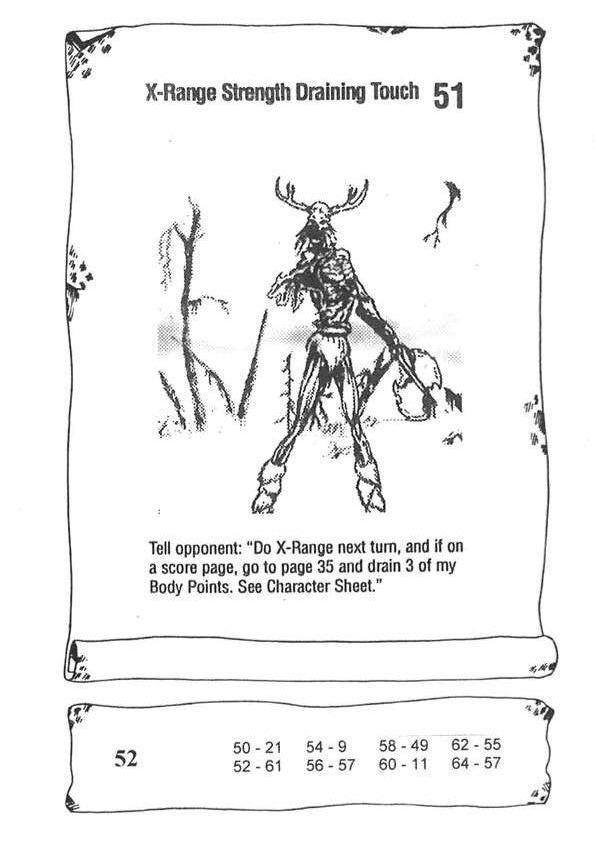 X-Range Strength Draining Touch 51
Tell opponent: "Do X-Range next turn, and if on
a score page, go to page 35 and drain 3 of my
Body Points. See Character Sheet."
52
50 - 21 54 - 9 58 - 49 62 - 55
52 - 61 56 - 57 60 - 11 64 - 57